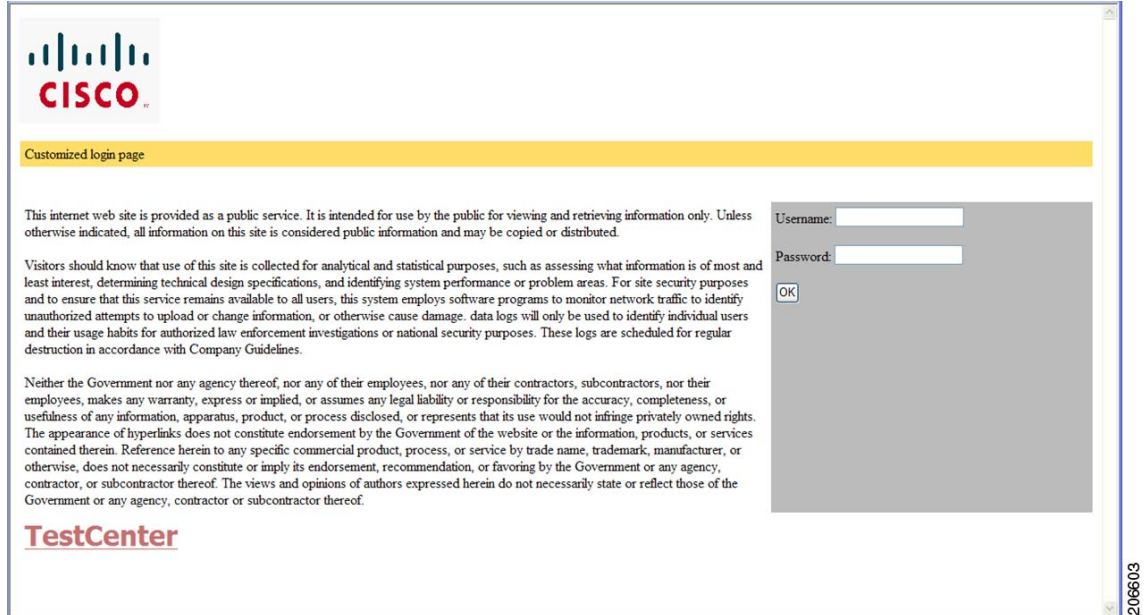 CISCO
Customized login page
This internet web site is provided as a public service. It is intended for use by the public for viewing and retrieving information only. Unless
otherwise indicated, all information on this site is considered public information and may be copied or distributed.
Visitors should know that use of this site is collected for analytical and statistical purposes, such as assessing what information is of most and
least interest, determining technical design specifications, and identifying system performance or problem areas. For site security purposes
and to ensure that this service remains available to all users, this system employs software programs to monitor network traffic to identify
unauthorized attempts to upload or change information, or otherwise cause damage. data logs will only be used to identify individual users
and their usage habits for authorized law enforcement investigations or national security purposes. These logs are scheduled for regular
destruction in accordance with Company Guidelines.
Neither the Government nor any agency thereof, nor any of their employees, nor any of their contractors, subcontractors, nor their
employees, makes any warranty, express or implied, or assumes any legal liability or responsibility for the accuracy, completeness, or
usefulness of any information, apparatus, product, or process disclosed, or represents that its use would not infringe privately owned rights.
The appearance of hyperlinks does not constitute endorsement by the Government of the website or the information, products, or services
contained therein. Reference herein to any specific commercial product, process, or service by trade name, trademark, manufacturer, or
otherwise, does not necessarily constitute or imply its endorsement, recommendation, or favoring by the Government or any agency,
contractor, or subcontractor thereof. The views and opinions of authors expressed herein do not necessarily state or reflect those of the
Government or any agency, contractor or subcontractor thereof.
TestCenter
Username:
Password:
OK
206603